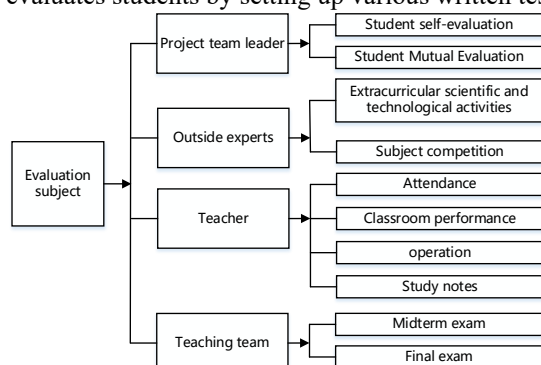 evaluates students by setting up various written tes
Project team leader
Student self-evaluation
Student Mutual Evaluation
Outside experts
Extracurricular scientific and
technological activities
Subject competition
Evaluation
subject
Teacher
Attendance
Classroom performance
operation
Study notes
Teaching team
Midterm exam
Final exam